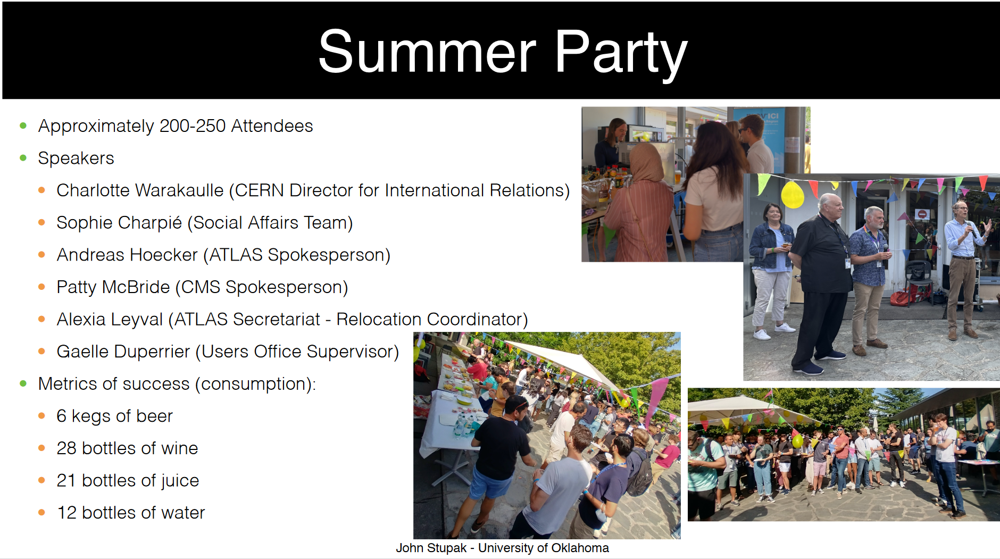 Summer Party
Approximately 200-250 Attendees
Speakers
Charlotte Warakaulle (CERN Director for International Relations)
Sophie Charpié (Social Affairs Team)
Andreas Hoecker (ATLAS Spokesperson)
Patty McBride (CMS Spokesperson)
Alexia Leyval (ATLAS Secretariat - Relocation Coordinator)
Gaelle Duperrier (Users Office Supervisor)
Metrics of success (consumption):
6 kegs of beer
28 bottles of wine
21 bottles of juice
12 bottles of water
ICI
John Stupak - University of Oklahoma